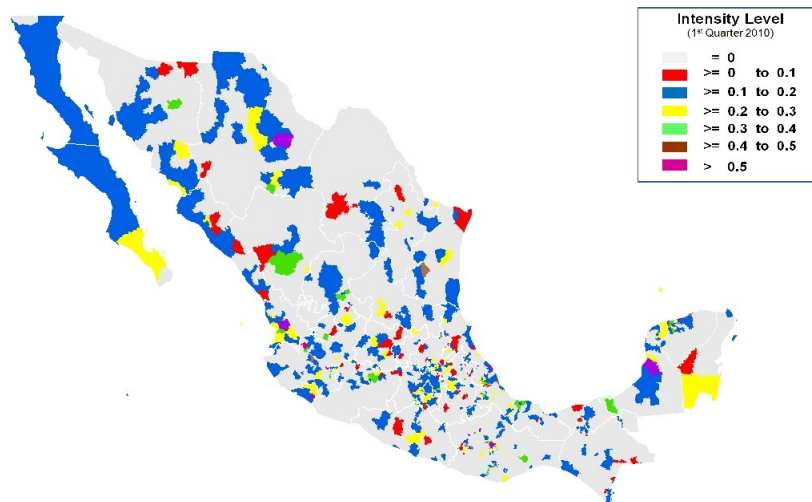 Intensity Level
(1st Quarter 2010)
= 0
>= 0 to 0.1
>= 0.1 to 0.2
>= 0.2 to 0.3
>= 0.3 to 0.4
>= 0.4 to 0.5
> 0.5